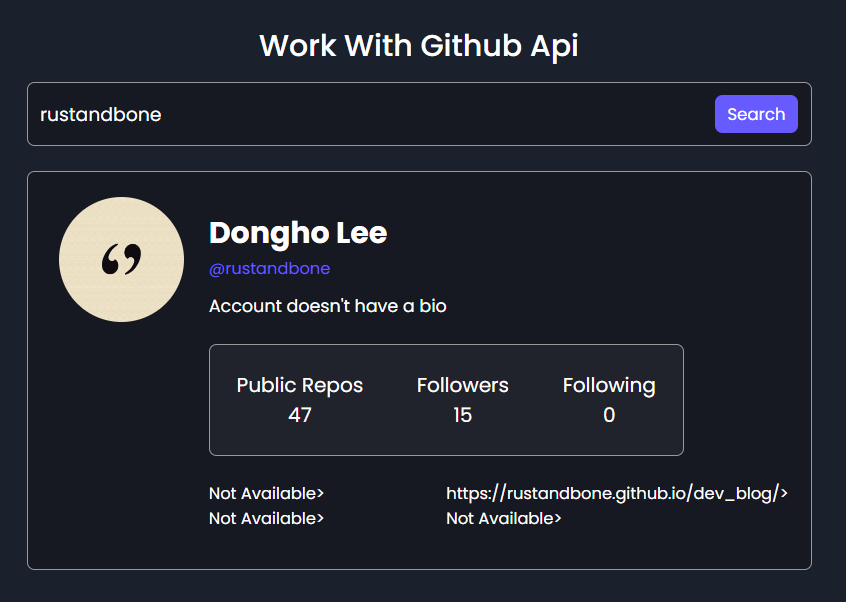 Work With Github Api
rustandbone
Search
Dongho Lee
@rustandbone
Account doesn't have a bio
Public Repos Followers Following
47 15 0
Not Available> https://rustandbone.github.io/dev_blog/>
Not Available> Not Available>